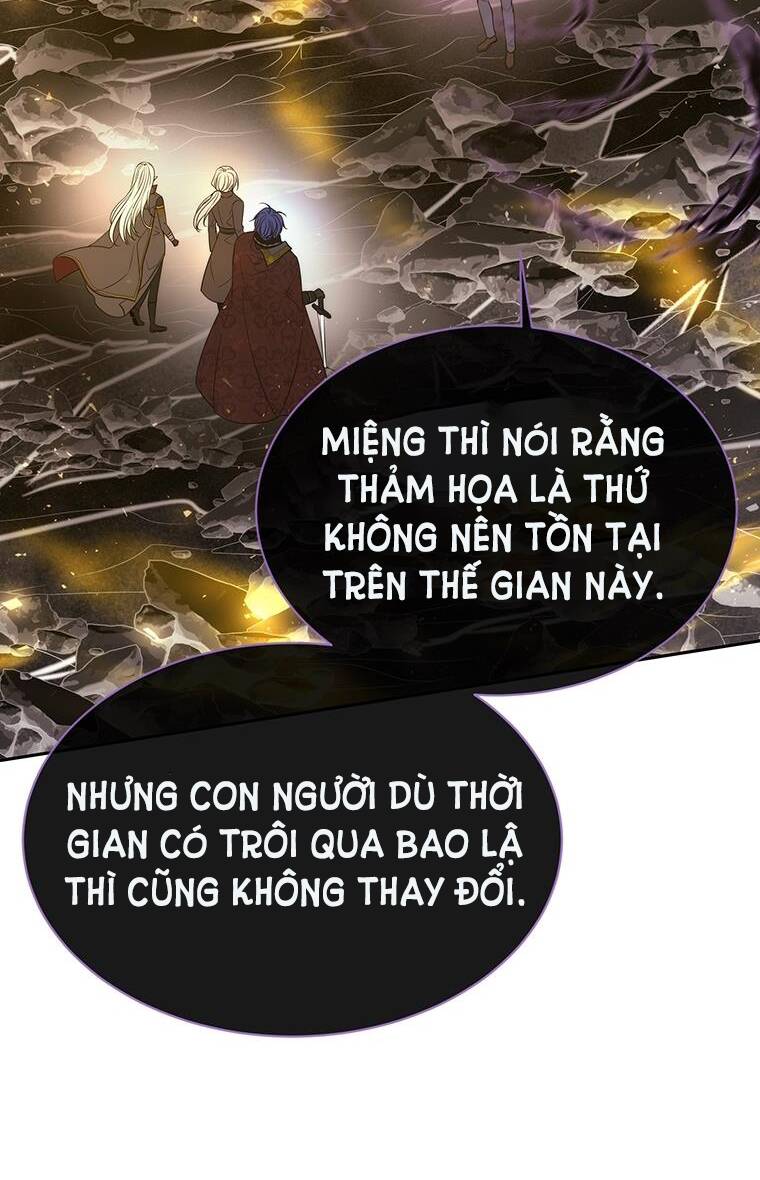 MIỆNG THÌ NÓI RẰNG
THẢM HỌA LÀ THỨ
KHÔNG NÊN TỒN TẠI
TRÊN THẾ GIAN NÀY.
NHƯNG CON NGƯỜI DÙ THỜI
GIAN CÓ TRÔI QUA BAO LẬ
THÌ CŨNG KHÔNG THAY ĐỔI.